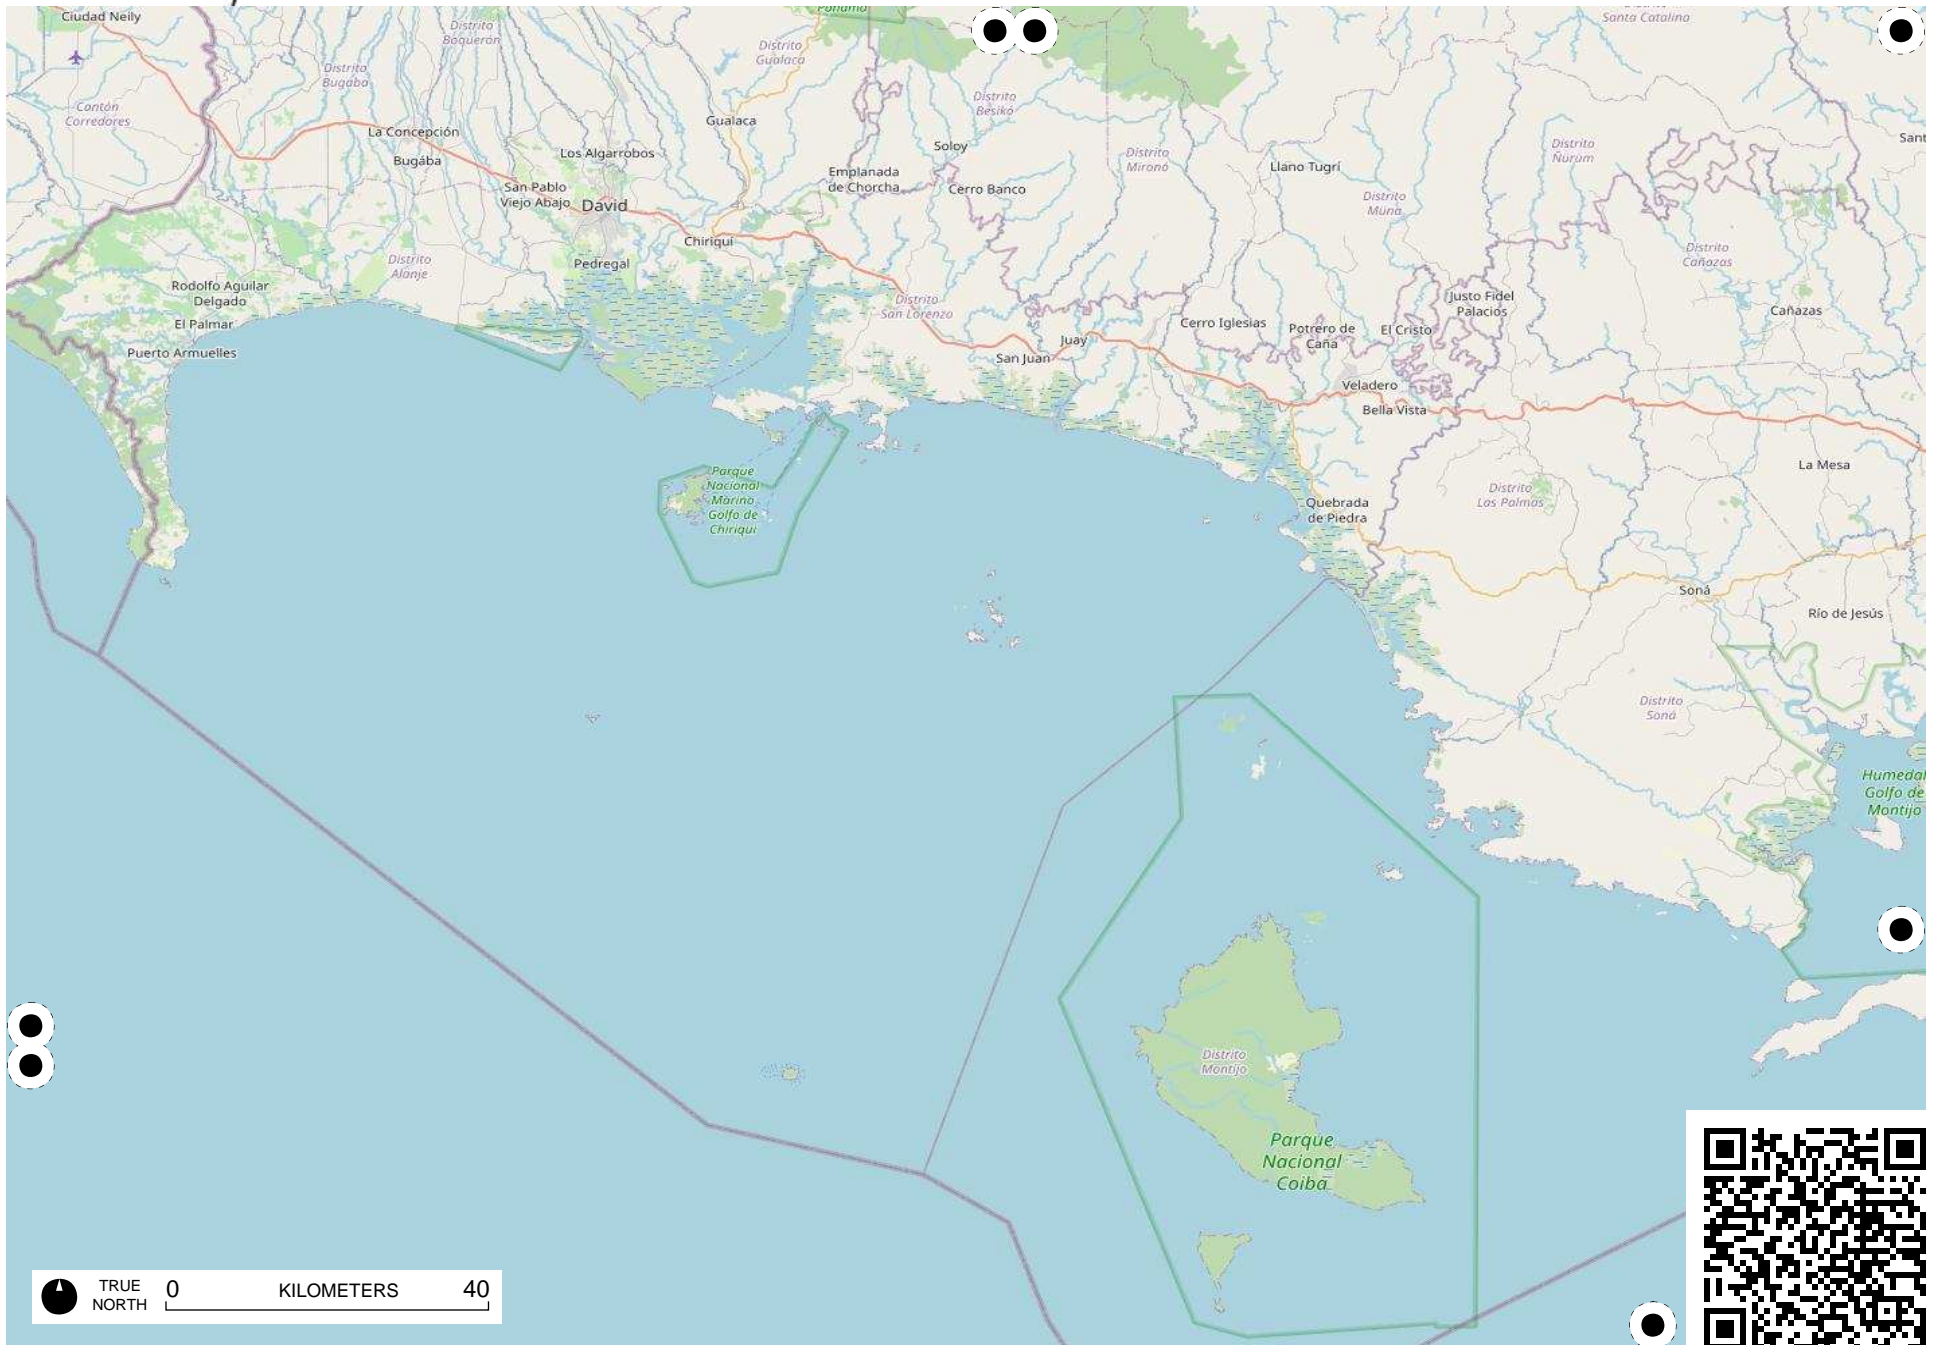 Ciudad Neily
Distrito
Boquerón
Panamá
Santa Catalina
Distrito
Gualaca
Distrito
Bugaba
Cantón
Corredores
Distrito
Besikó
La Concepción
Gualaca
Bugába
Los Algarrobos
Soloy
Distrito
Mironó
Llano Tugrí
Distrito
Ñurum
Sant
San Pablo
Viejo Abajo
David
Emplanada
de Chorcha
Cerro Banco
Distrito
Muna
Chiriquí
Pedregal
Distrito
Alanje
Distrito
Cañazas
Rodolfo Aguilar
Delgado
El Palmar
Puerto Armuelles
Distrito
San Lorenzo
Juay
San Juan
Cerro Iglesias
Potrero de
Caña
El Cristo
Justo Fidel
Palacios
Cañazas
Veladero
Bella Vista
La Mesa
Parque
Nacional
Marino
Golfo de
Chiriquí
Quebrada
de Piedra
Distrito
Las Palmas
Soná
Río de Jesús
Distrito
Soná
Humedal
Golfo de
Montijo
Distrito
Montijo
Parque
Nacional
Coiba
TRUE
NORTH
0 KILOMETERS 40